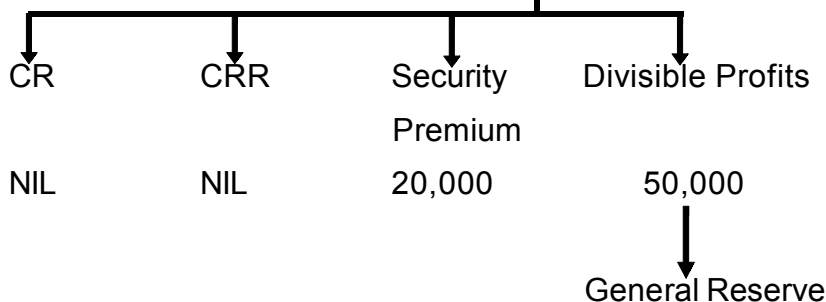 CR CRR Security Divisible Profits
Premium
NIL NIL 20,000 50,000
General Reserve